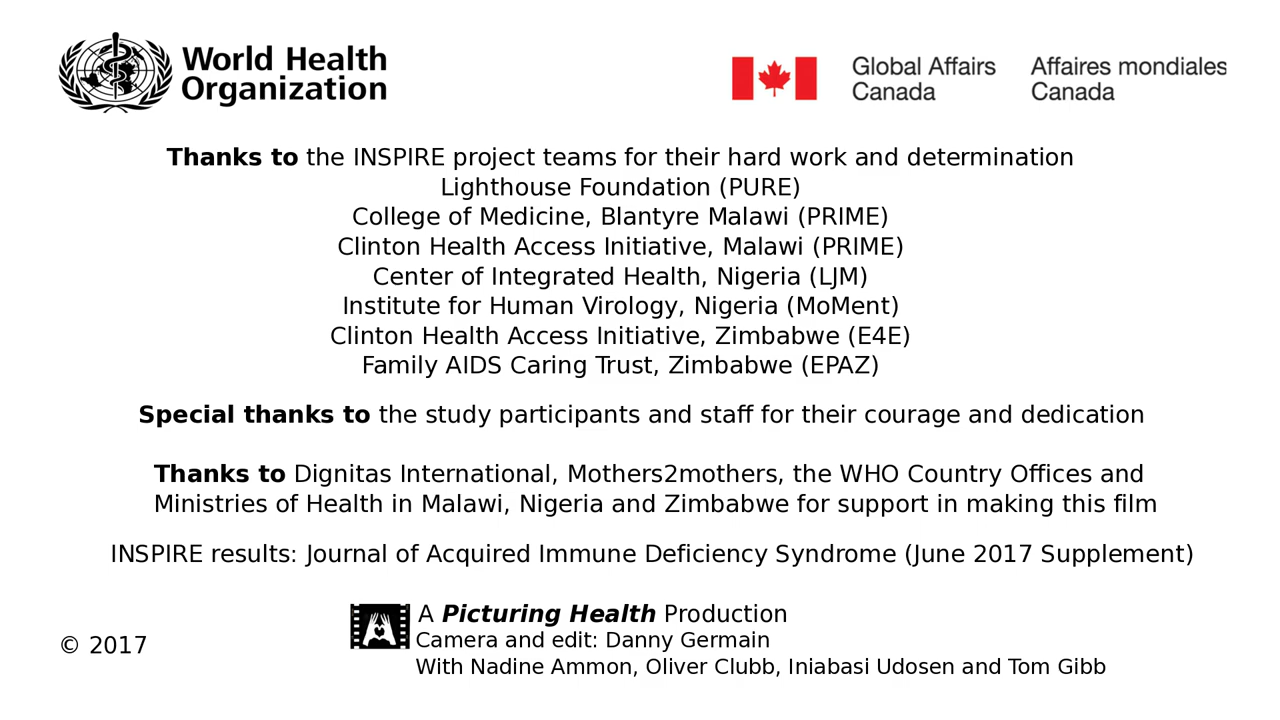 World Health
Organization
Global Affairs
Canada
Affaires mondiales
Canada
Thanks to the INSPIRE project teams for their hard work and determination
Lighthouse Foundation (PURE)
College of Medicine, Blantyre Malawi (PRIME)
Clinton Health Access Initiative, Malawi (PRIME)
Center of Integrated Health, Nigeria (LJM)
Institute for Human Virology, Nigeria (MoMent)
Clinton Health Access Initiative, Zimbabwe (E4E)
Family AIDS Caring Trust, Zimbabwe (EPAZ)
Special thanks to the study participants and staff for their courage and dedication
Thanks to Dignitas International, Mothers2mothers, the WHO Country Offices and
Ministries of Health in Malawi, Nigeria and Zimbabwe for support in making this film
INSPIRE results: Journal of Acquired Immune Deficiency Syndrome (June 2017 Supplement)
A Picturing Health Production
Camera and edit: Danny Germain
With Nadine Ammon, Oliver Clubb, Iniabasi Udosen and Tom Gibb
© 2017